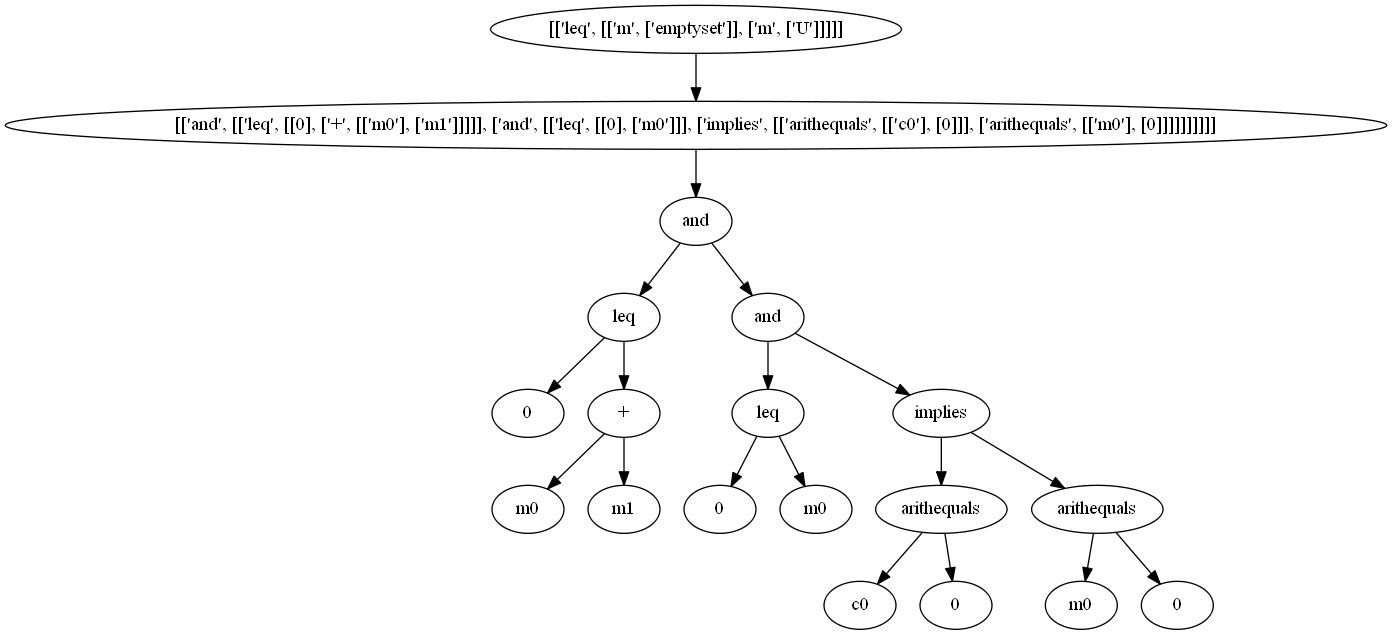 [['leq', [['m', ['emptyset']], ['m', ['U']]]]]
[['and', [['leq', [[0], ['+', [['m0'], ['m1']]]]], ['and', [['leq', [[0], ['m0']]], ['implies', [['arithequals', [['c0'], [0]]], ['arithequals', [['m0'], [0]]]]]]]]]]
and
leq and
0 + leq implies
m0 m1 0 m0 arithequals arithequals
c0 0 m0 0